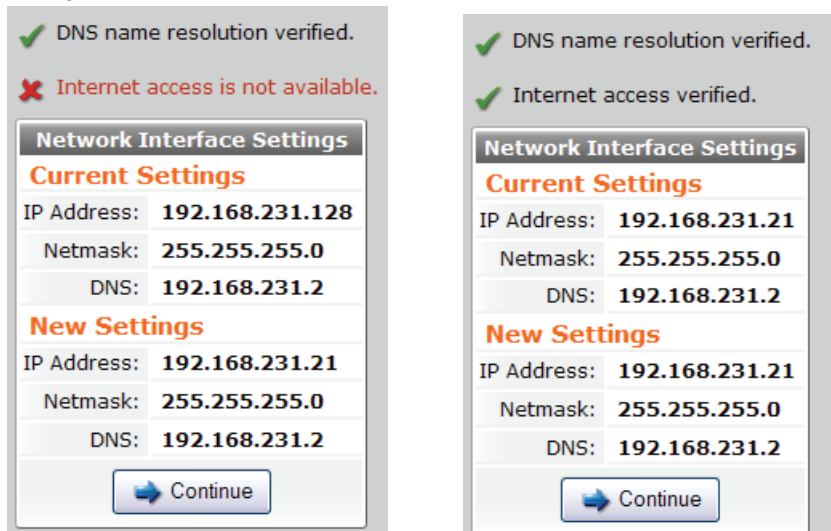 DNS name resolution verified.
Internet access is not available.
Network Interface Settings
Current Settings
IP Address: 192.168.231.128
Netmask: 255.255.255.0
DNS: 192.168.231.2
New Settings
IP Address: 192.168.231.21
Netmask: 255.255.255.0
DNS: 192.168.231.2
Continue
DNS name resolution verified.
Internet access verified.
Network Interface Settings
Current Settings
IP Address: 192.168.231.21
Netmask: 255.255.255.0
DNS: 192.168.231.2
New Settings
IP Address: 192.168.231.21
Netmask: 255.255.255.0
DNS: 192.168.231.2
Continue